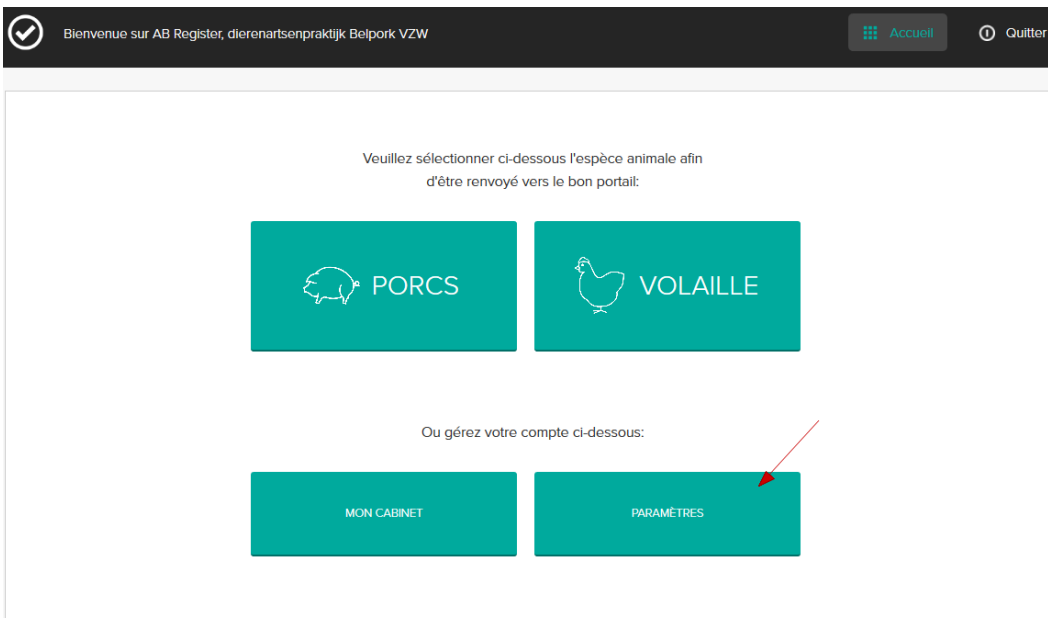 Bienvenue sur AB Register, dierenartsenpraktijk Belpork VZW
Accueil
Quitter
Veuillez sélectionner ci-dessous l'espèce animale afin
d'être renvoyé vers le bon portail:
PORCS
VOLAILLE
Ou gérez votre compte ci-dessous:
MON CABINET
PARAMÈTRES